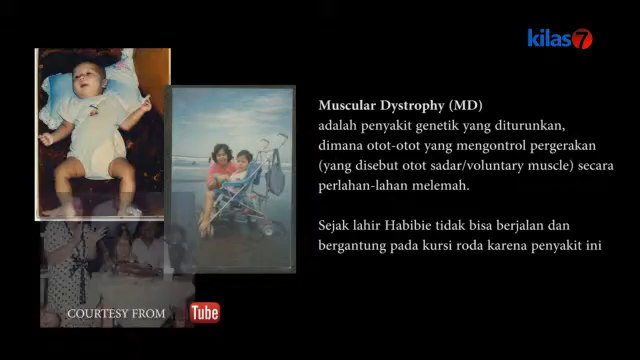 kilas7
Muscular Dystrophy (MD)
adalah penyakit genetik yang diturunkan,
dimana otot-otot yang mengontrol pergerakan
(yang disebut otot sadar/voluntary muscle) secara
perlahan-lahan melemah.
Sejak lahir Habibie tidak bisa berjalan dan
bergantung pada kursi roda karena penyakit ini
COURTESY FROM
Tube